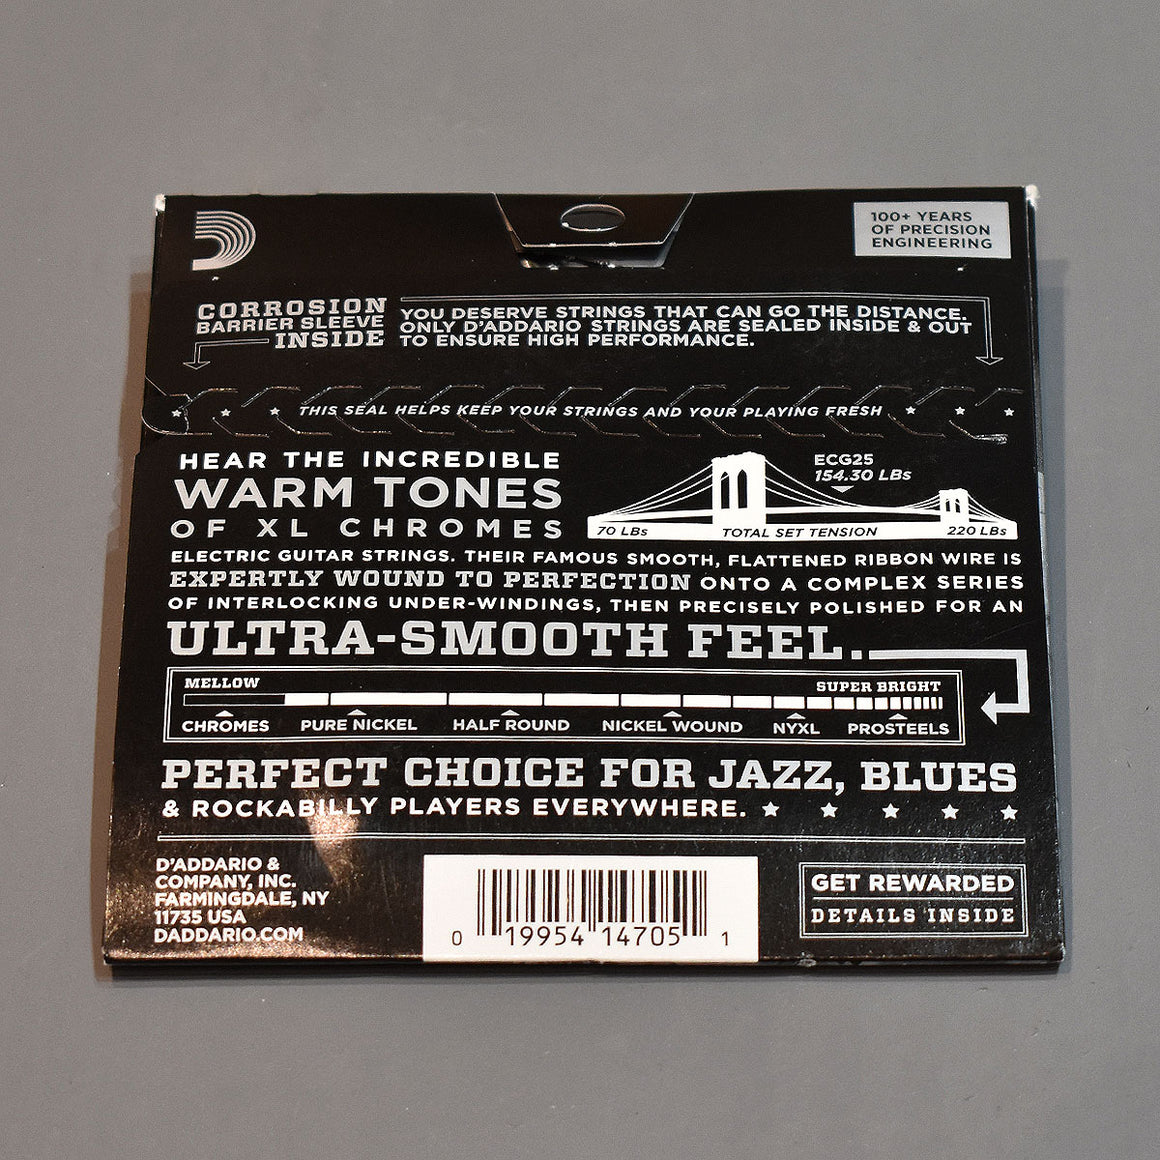 100+ YEARS
OF PRECISION
ENGINEERING
CORROSION
BARRIER SLEEVE
INSIDE
YOU DESERVE STRINGS THAT CAN GO THE DISTANCE.
ONLY D'ADDARIO STRINGS ARE SEALED INSIDE & OUT
TO ENSURE HIGH PERFORMANCE.
THIS SEAL HELPS KEEP YOUR STRINGS AND YOUR PLAYING FRESH
HEAR THE INCREDIBLE
WARM TONES
OF XL CHROMES
ECG25
154.30 LBs
70 LBs TOTAL SET TENSION 220 LBs
ELECTRIC GUITAR STRINGS. THEIR FAMOUS SMOOTH, FLATTENED RIBBON WIRE IS
EXPERTLY WOUND TO PERFECTION ONTO A COMPLEX SERIES
OF INTERLOCKING UNDER-WINDINGS, THEN PRECISELY POLISHED FOR AN
ULTRA-SMOOTH FEEL.
MELLOW SUPER BRIGHT
CHROMES PURE NICKEL HALF ROUND NICKEL WOUND NYXL PROSTEELS
PERFECT CHOICE FOR JAZZ, BLUES
& ROCKABILLY PLAYERS EVERYWHERE.
D'ADDARIO &
COMPANY, INC.
FARMINGDALE, NY
11735 USA
DADDARIO.COM
0 19954 14705 1
GET REWARDED
DETAILS INSIDE